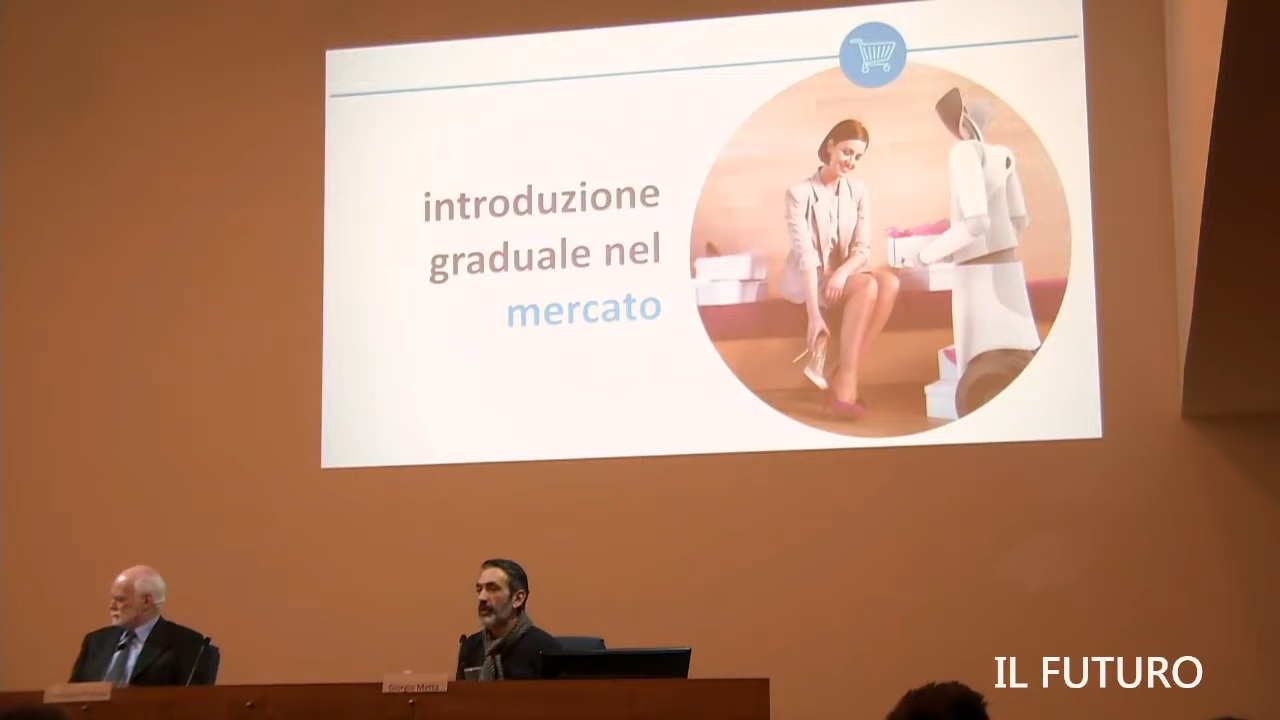 introduzione
graduale nel
mercato
Giorgio Metta
IL FUTURO